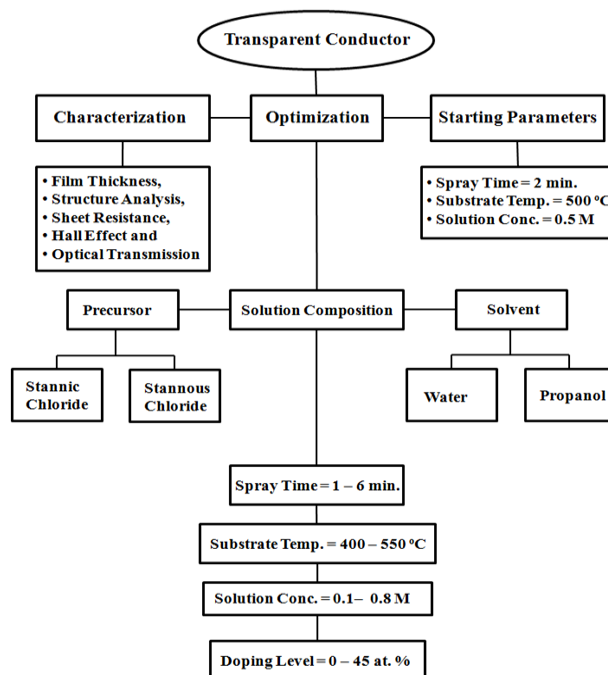 Transparent Conductor
Characterization
Optimization
Starting Parameters
• Film Thickness,
• Structure Analysis,
• Sheet Resistance,
• Hall Effect and
• Optical Transmission
• Spray Time = 2 min.
• Substrate Temp. = 500 ºC
• Solution Conc. = 0.5 M
Precursor
Solution Composition
Solvent
Stannic
Chloride
Stannous
Chloride
Water
Propanol
Spray Time = 1 – 6 min.
Substrate Temp. = 400 – 550 ºC
Solution Conc. = 0.1 – 0.8 M
Doping Level = 0 – 45 at. %